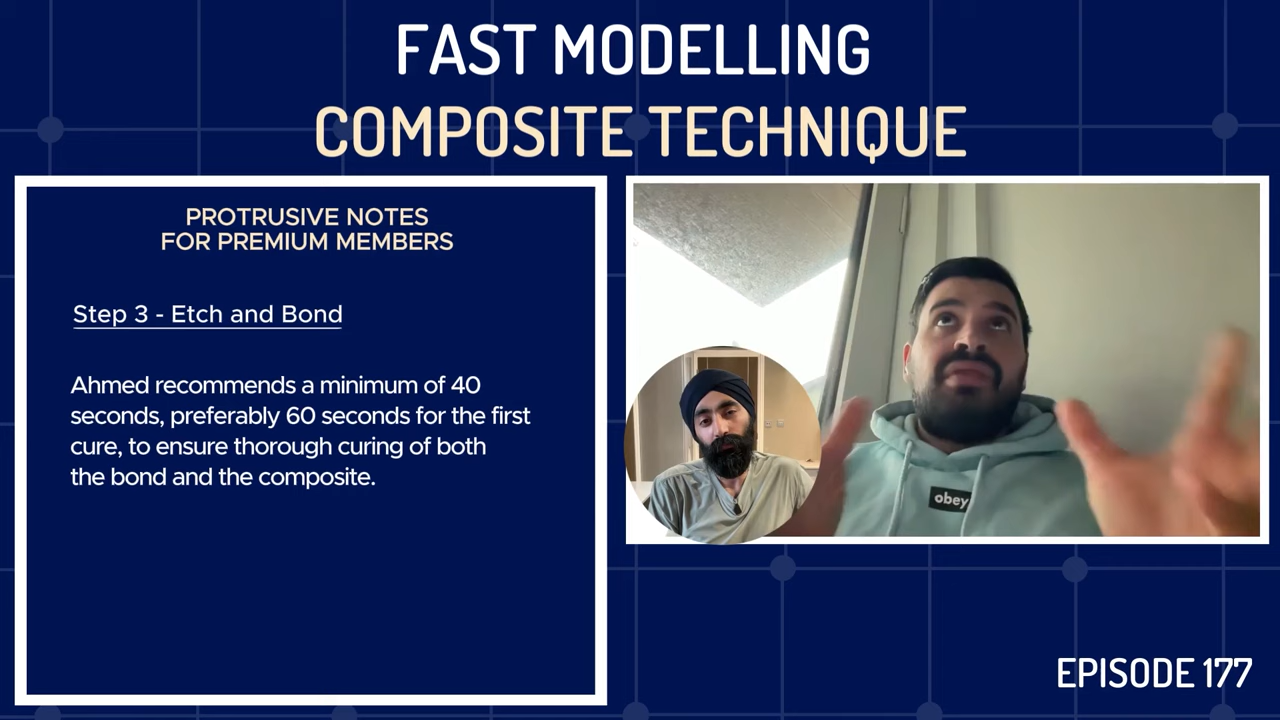 FAST MODELLING
COMPOSITE TECHNIQUE
PROTRUSIVE NOTES
FOR PREMIUM MEMBERS
Step 3 - Etch and Bond
Ahmed recommends a minimum of 40
seconds, preferably 60 seconds for the first
cure, to ensure thorough curing of both
the bond and the composite.
obey
EPISODE 177